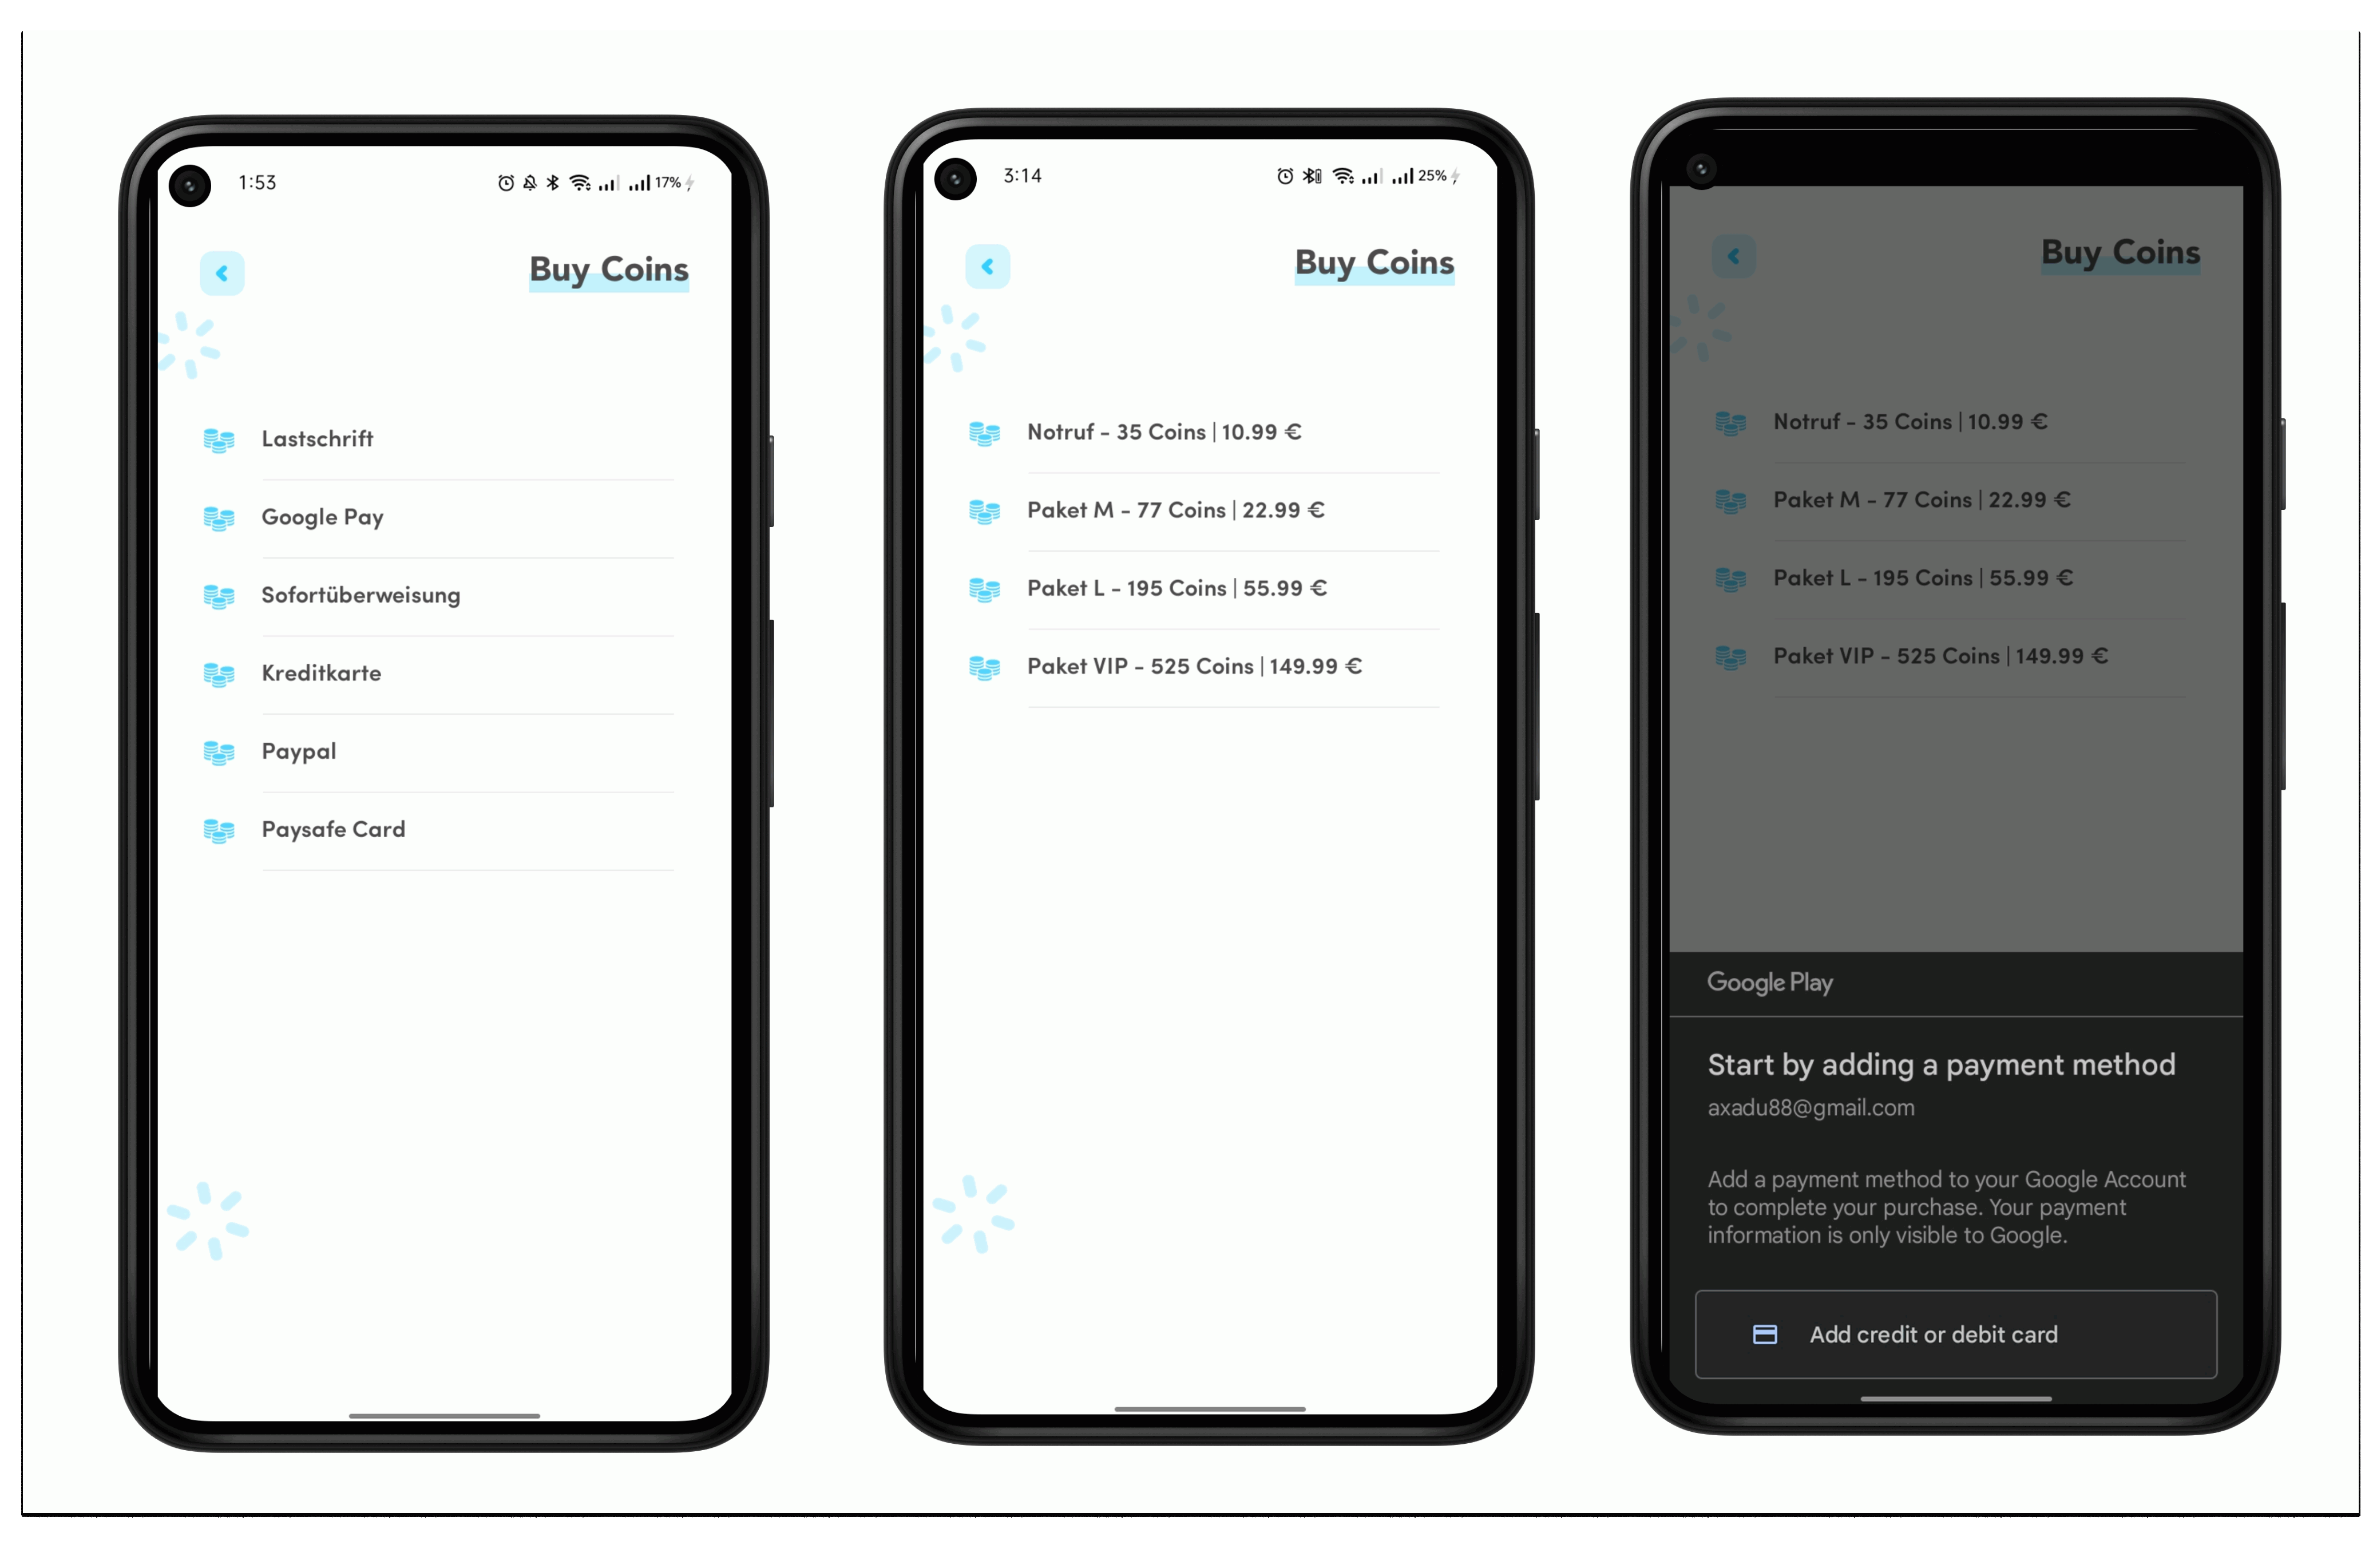 1:53
17%
Buy Coins
Lastschrift
Google Pay
Sofortüberweisung
Kreditkarte
Paypal
Paysafe Card
3:14
25%
Buy Coins
Notruf - 35 Coins | 10.99 €
Paket M - 77 Coins | 22.99 €
Paket L - 195 Coins | 55.99 €
Paket VIP - 525 Coins | 149.99 €
Buy Coins
Notruf - 35 Coins | 10.99 €
Paket M - 77 Coins | 22.99 €
Paket L - 195 Coins | 55.99 €
Paket VIP - 525 Coins | 149.99 €
Google Play
Start by adding a payment method
axadu88@gmail.com
Add a payment method to your Google Account
to complete your purchase. Your payment
information is only visible to Google.
Add credit or debit card